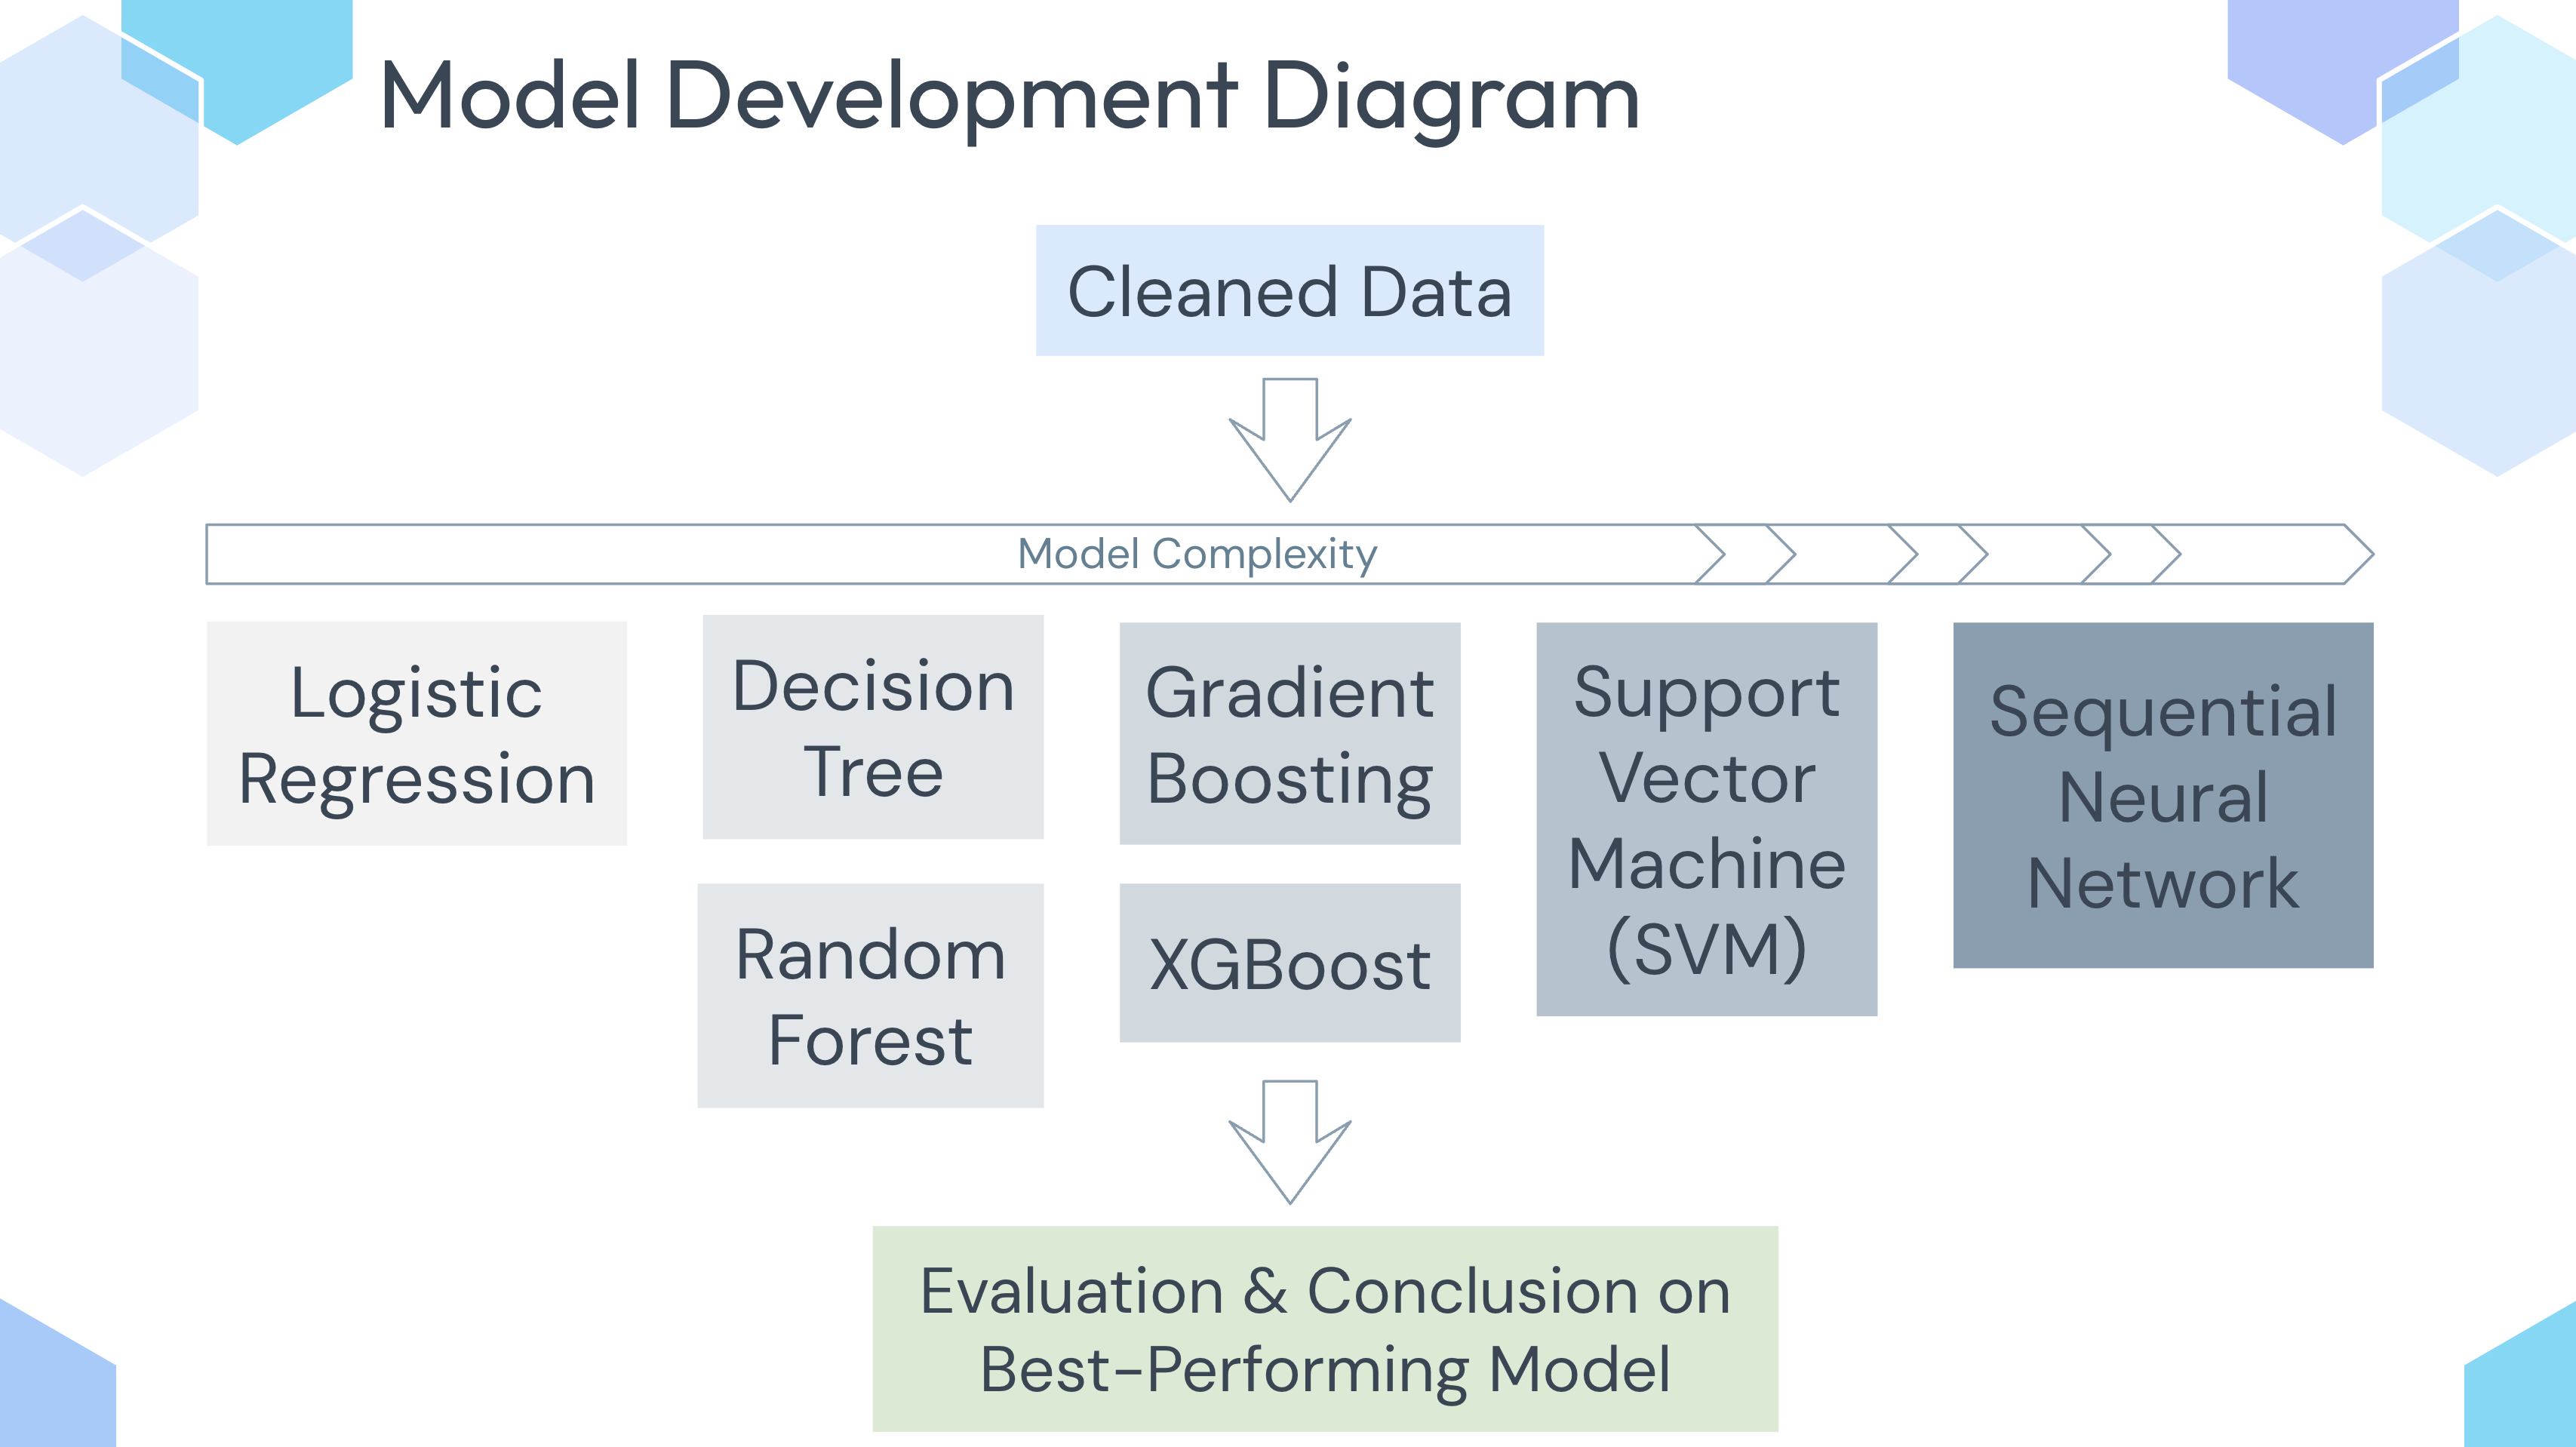 Model Development Diagram
Cleaned Data
Model Complexity
Logistic
Regression
Decision
Tree
Random
Forest
Gradient
Boosting
XGBoost
Support
Vector
Machine
(SVM)
Sequential
Neural
Network
Evaluation & Conclusion on
Best-Performing Model